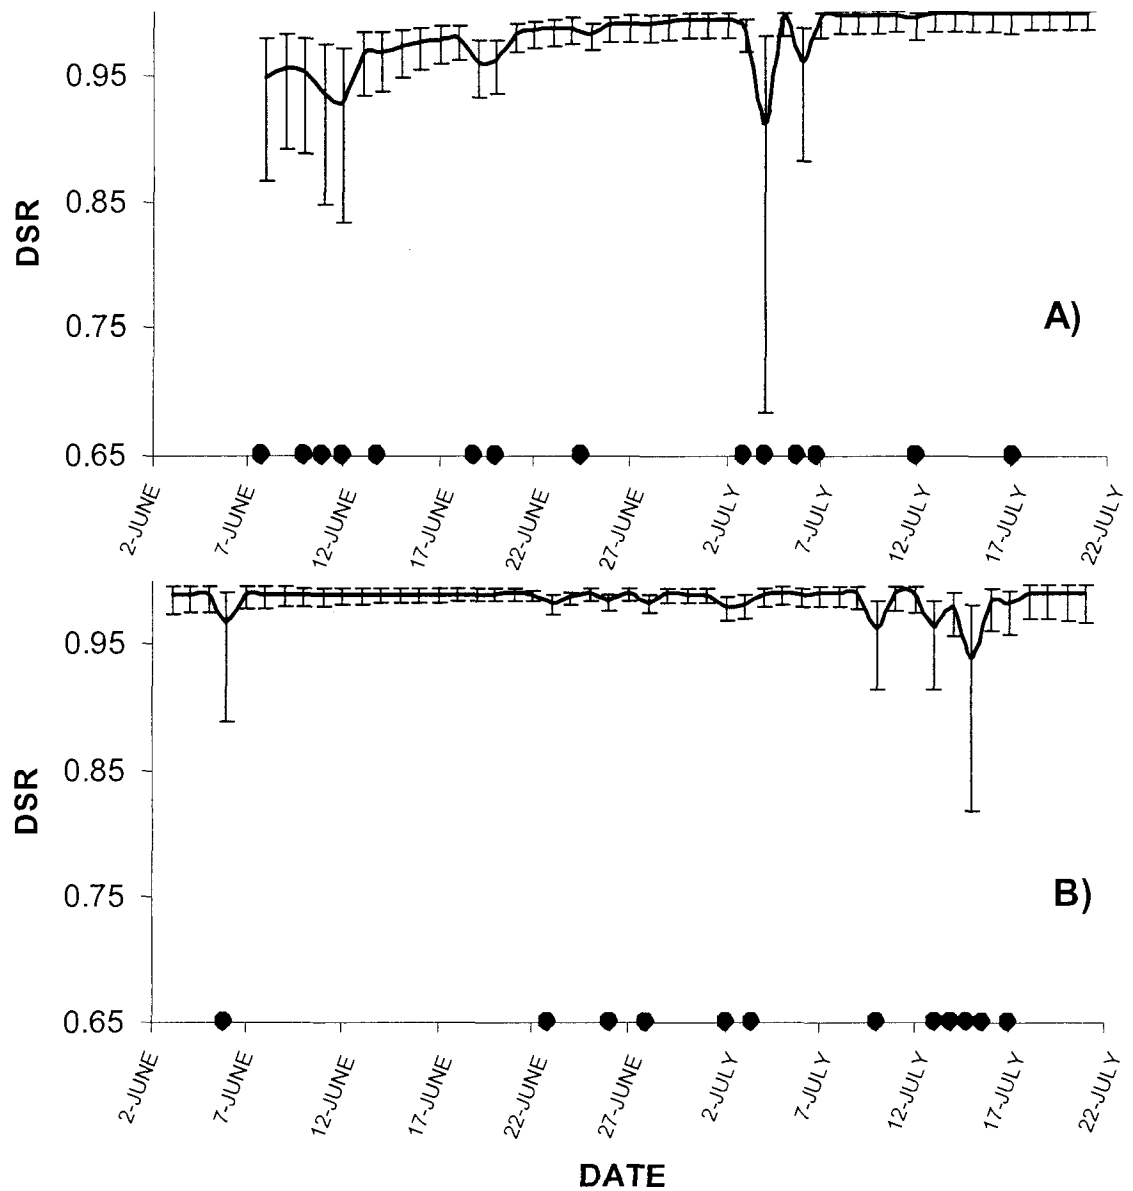 0.95
0.85
0.75
0.65
DSR
A)
2-JUNE
7-JUNE
12-JUNE
17-JUNE
22-JUNE
27-JUNE
2-JULY
7-JULY
12-JULY
17-JULY
22-JULY
0.95
0.85
0.75
0.65
DSR
B)
2-JUNE
7-JUNE
12-JUNE
17-JUNE
22-JUNE
27-JUNE
2-JULY
7-JULY
12-JULY
17-JULY
22-JULY
DATE